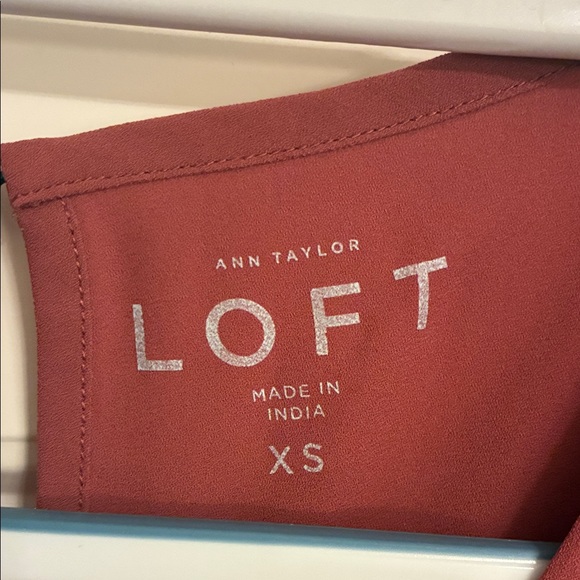 ANN TAYLOR
LOFT
MADE IN
INDIA
XS